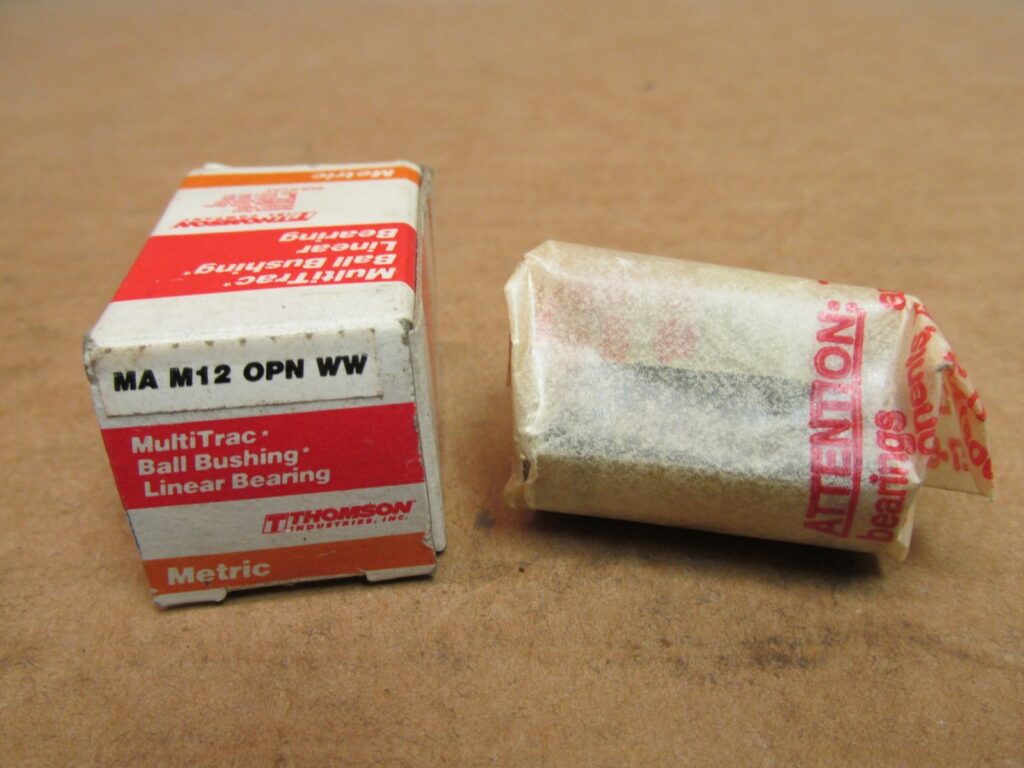 Metric
THOMSON
MultiTrac*
Ball Bushing*
Linear
Bearing
MA M12 OPN WW
MultiTrac*
Ball Bushing*
Linear Bearing
THOMSON
INDUSTRIES, INC.
Metric
ATTENTION:
bearings